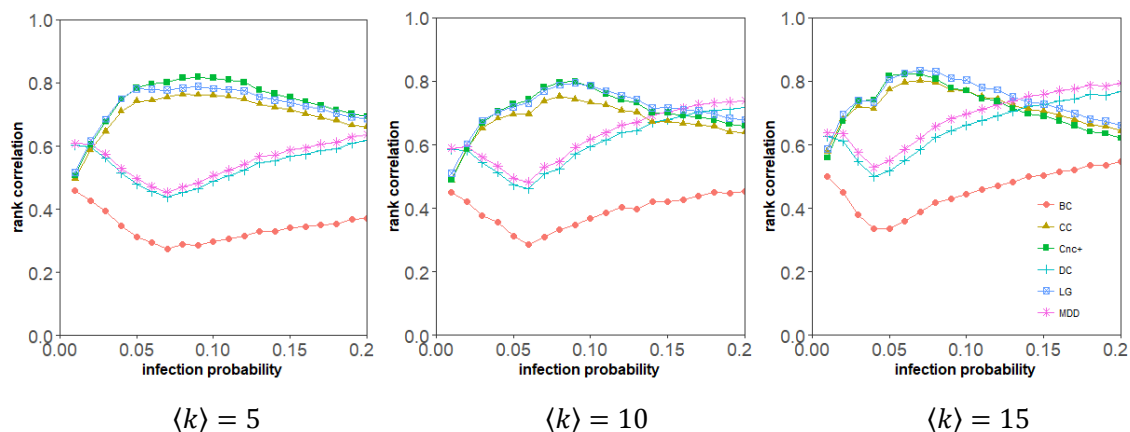 1.0
0.8
0.6
0.4
0.2
0.0
rank correlation
0.00 0.05 0.10 0.15 0.2
infection probability
⟨k⟩ = 5
1.0
0.8
0.6
0.4
0.2
0.0
rank correlation
0.00 0.05 0.10 0.15 0.2
infection probability
⟨k⟩ = 10
1.0
0.8
0.6
0.4
0.2
0.0
rank correlation
BC
CC
Cnc+
DC
LG
MDD
0.00 0.05 0.10 0.15 0.2
infection probability
⟨k⟩ = 15